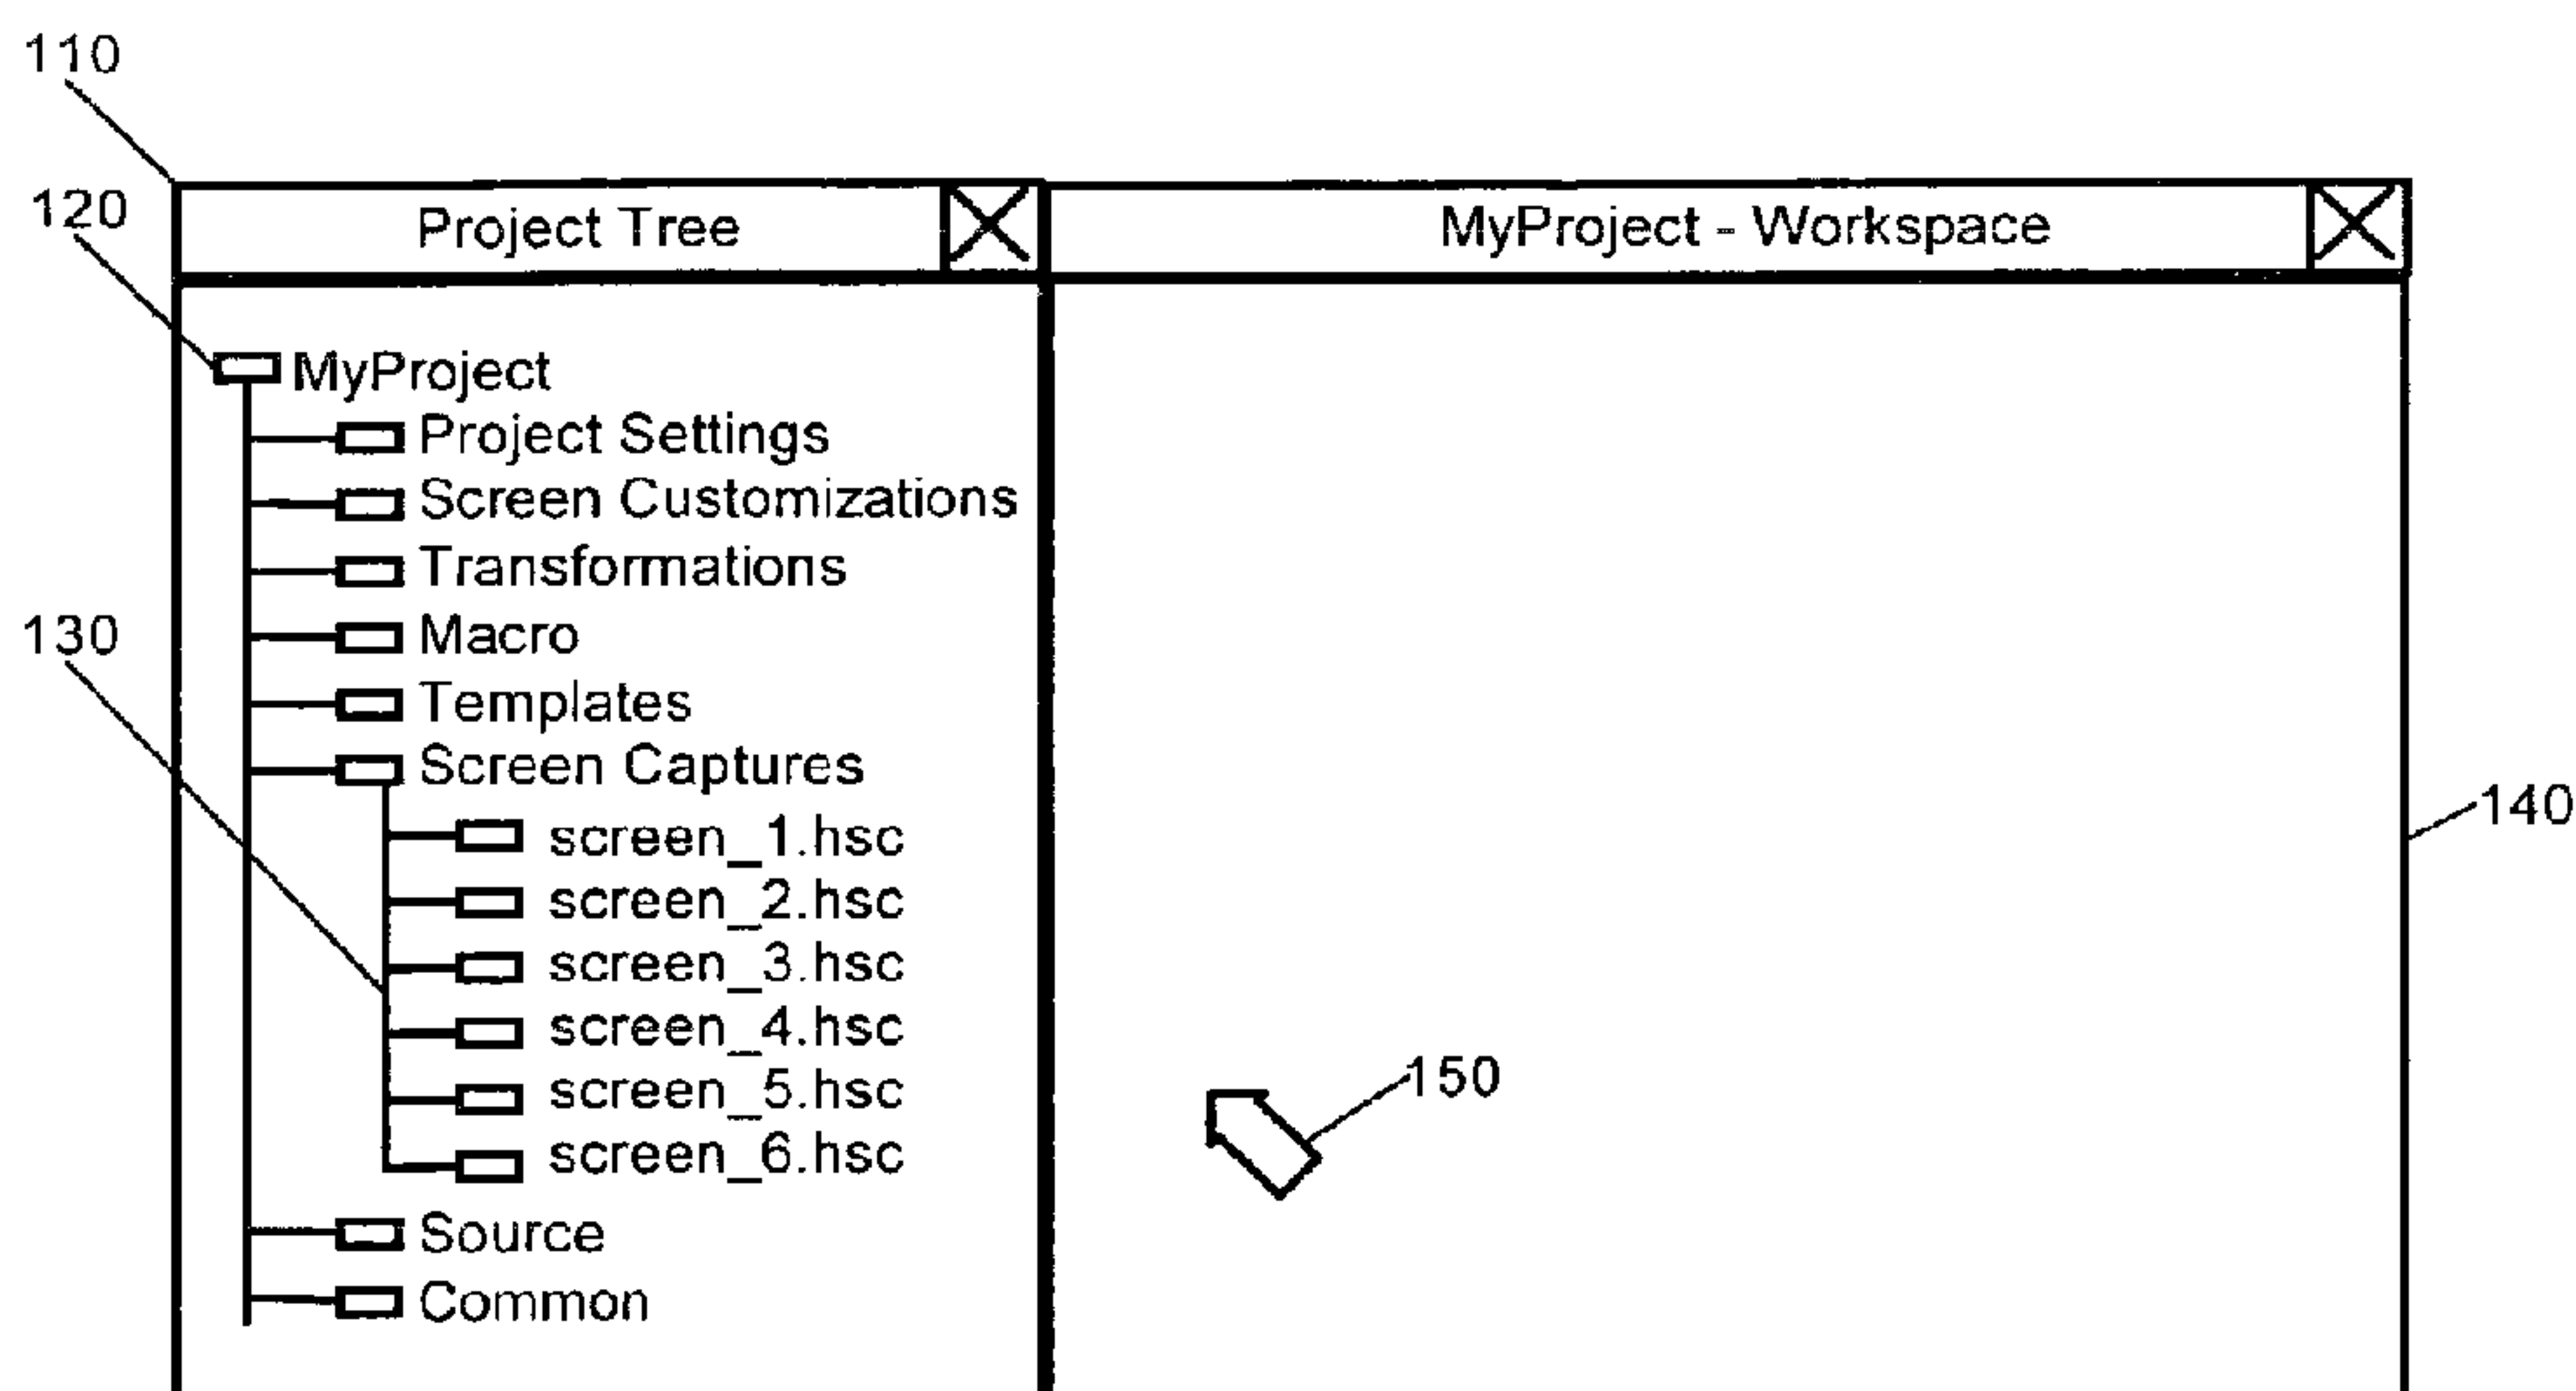 110
120
Project Tree
MyProject - Workspace
MyProject
Project Settings
Screen Customizations
Transformations
Macro
130
Templates
Screen Captures
140
screen_1.hsc
screen_2.hsc
screen_3.hsc
screen_4.hsc
150
screen_5.hsc
screen_6.hsc
Source
Common